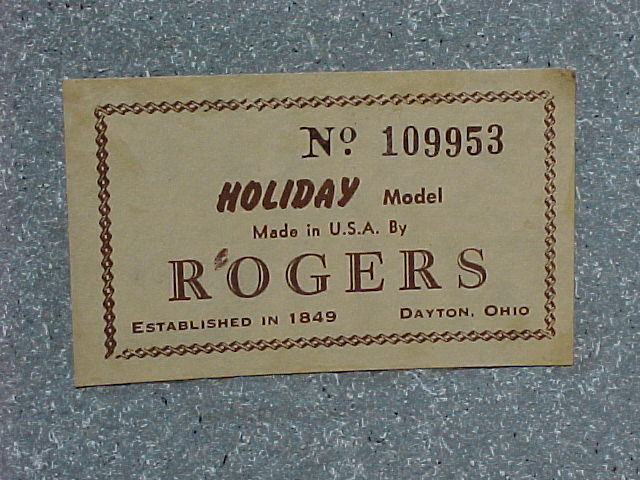 Nº 109953
HOLIDAY Model
Made in U.S.A. By
ROGERS
ESTABLISHED IN 1849 DAYTON, OHIO